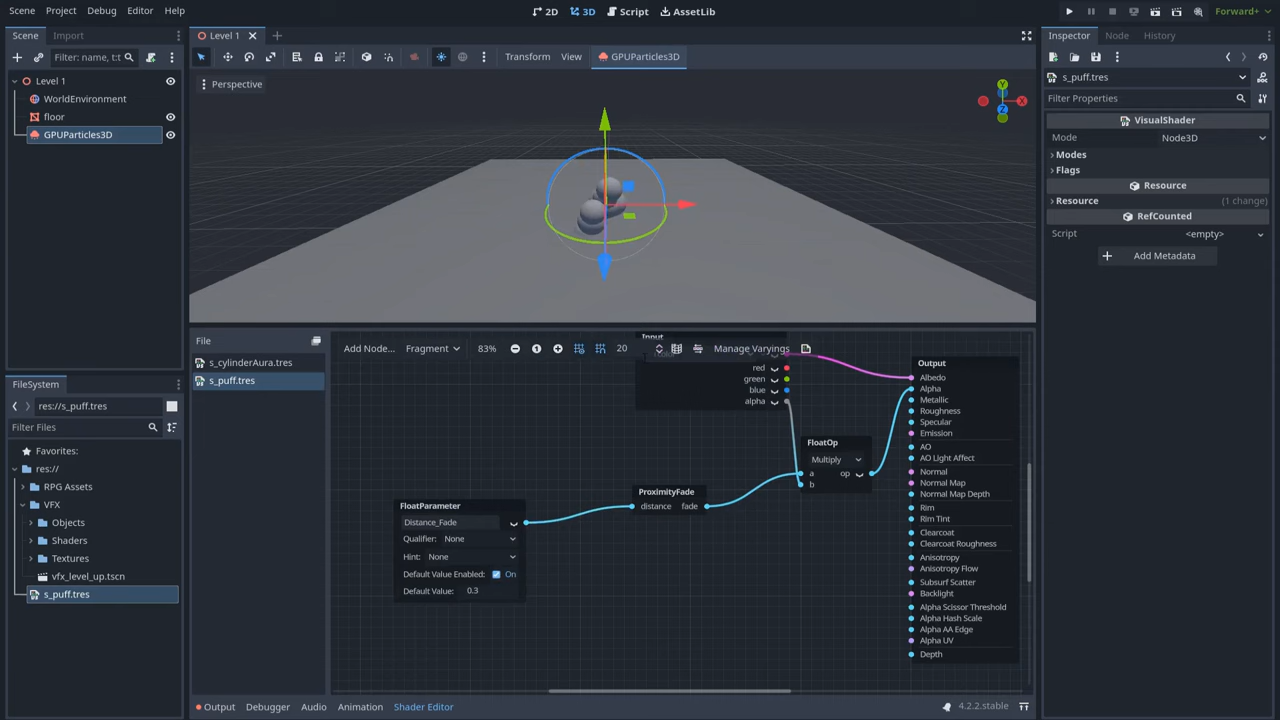 Scene Project Debug Editor Help
2D 3D Script AssetLib
Forward+
Scene Import
Filter: name, t:t
Level 1
WorldEnvironment
floor
GPUParticles3D
Level 1
Transform View GPUParticles3D
Perspective
Y
X
Z
File
s_cylinderAura.tres
s_puff.tres
Add Node... Fragment 83% 1 20 Manage Varyings
Input
red
green
blue
alpha
FloatOp
Multiply
a op
b
ProximityFade
distance fade
FloatParameter
Distance_Fade
Qualifier: None
Hint: None
Default Value Enabled: On
Default Value: 0.3
Output
Albedo
Alpha
Metallic
Roughness
Specular
Emission
AO
AO Light Affect
Normal
Normal Map
Normal Map Depth
Rim
Rim Tint
Clearcoat
Clearcoat Roughness
Anisotropy
Anisotropy Flow
Subsurf Scatter
Backlight
Alpha Scissor Threshold
Alpha Hash Scale
Alpha AA Edge
Alpha UV
Depth
FileSystem
res://s_puff.tres
Filter Files
Favorites:
res://
RPG Assets
VFX
Objects
Shaders
Textures
vfx_level_up.tscn
s_puff.tres
Output Debugger Audio Animation Shader Editor
4.2.2.stable
Inspector Node History
s_puff.tres
Filter Properties
VisualShader
Mode Node3D
Modes
Flags
Resource
Resource (1 change)
RefCounted
Script <empty>
Add Metadata